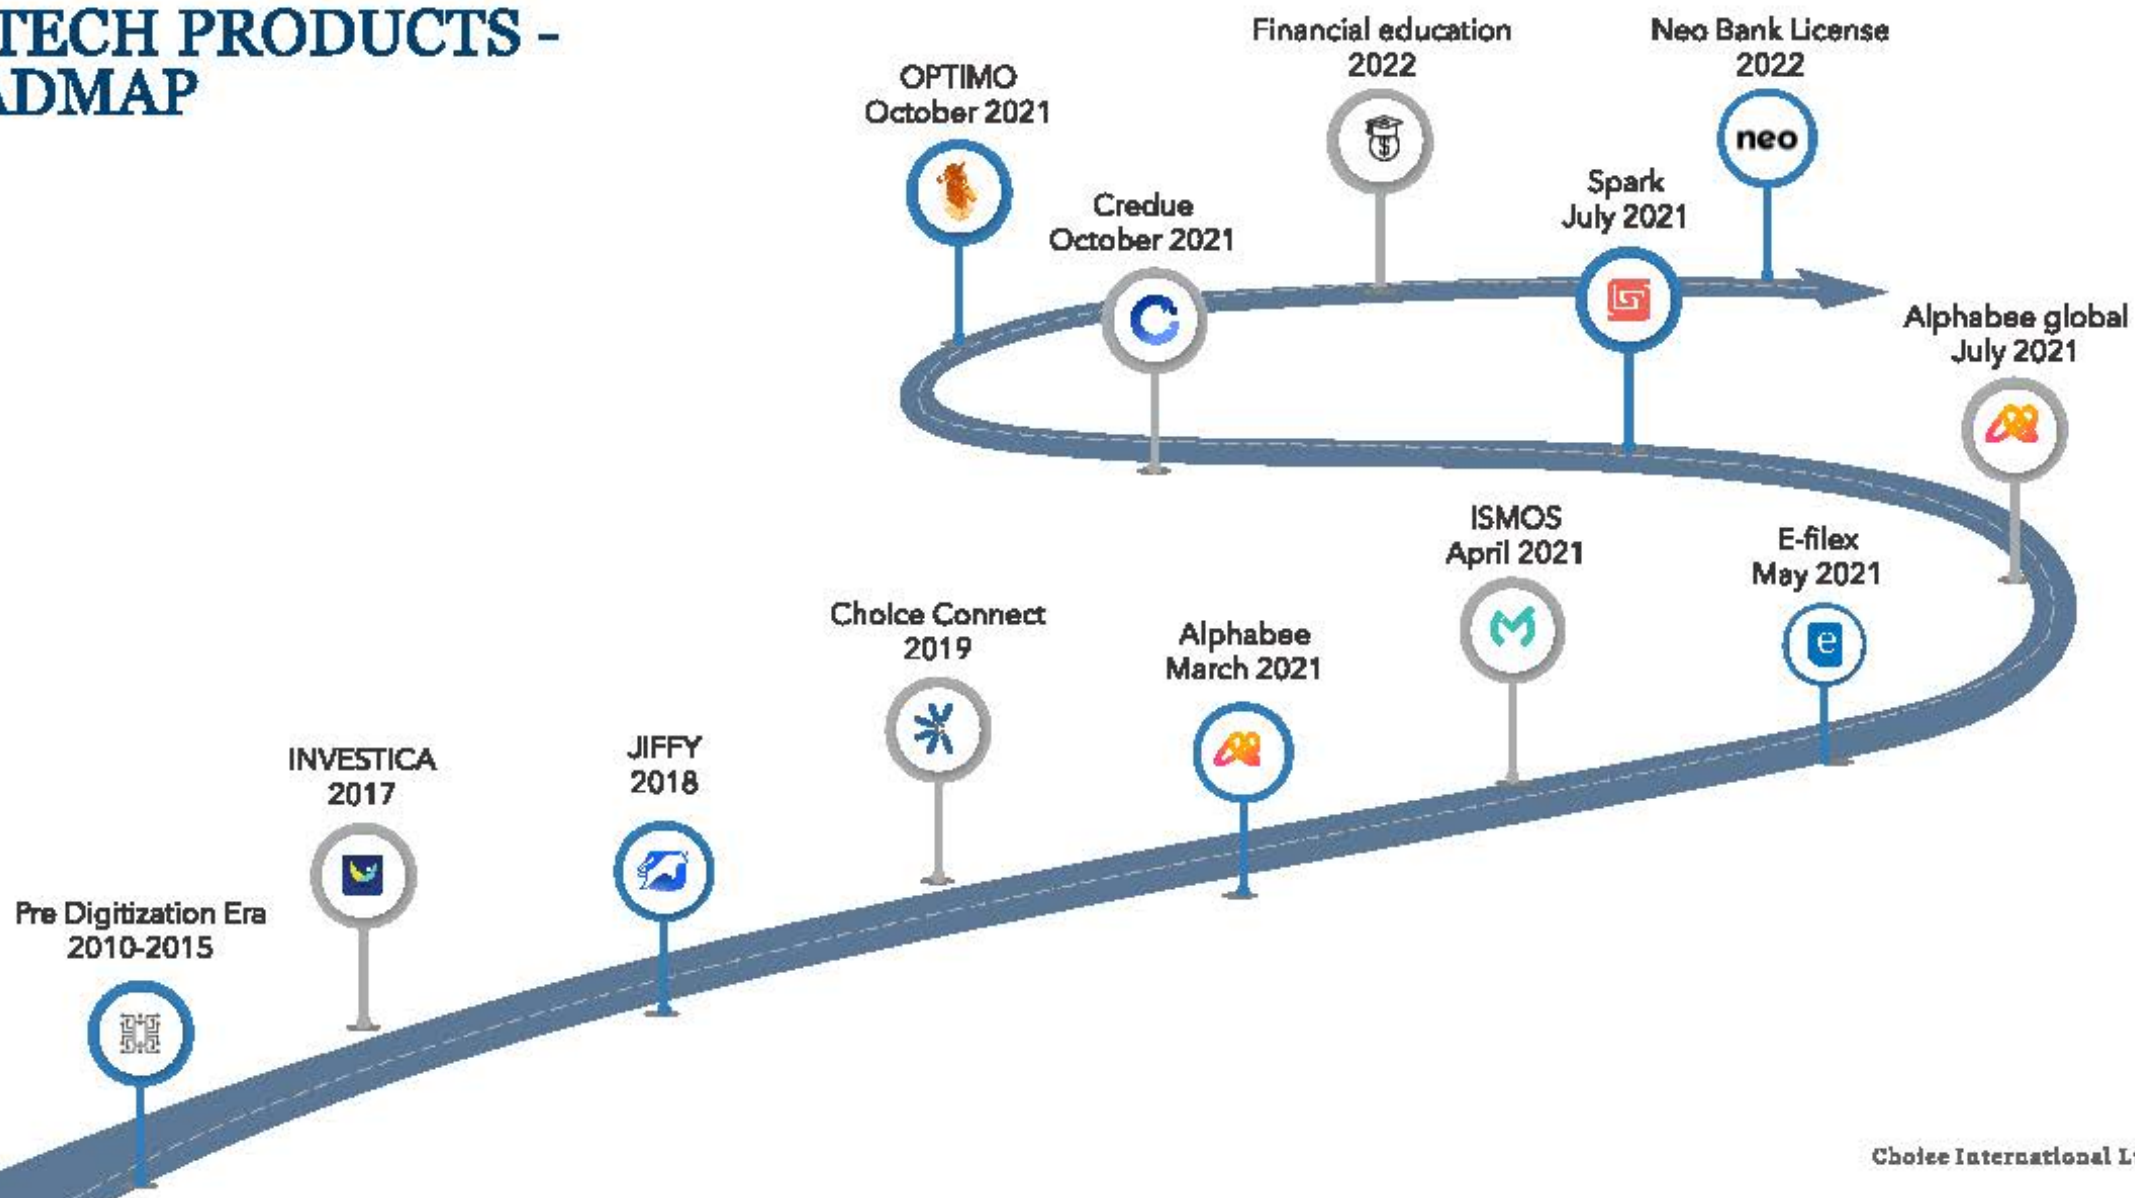 TECH PRODUCTS -
ADMAP
Financial education
2022
Neo Bank License
2022
neo
OPTIMO
October 2021
Credue
October 2021
Spark
July 2021
Alphabee global
July 2021
ISMOS
April 2021
E-filex
May 2021
e
Choice Connect
2019
Alphabee
March 2021
INVESTICA
2017
JIFFY
2018
Pre Digitization Era
2010-2015
Choice International L